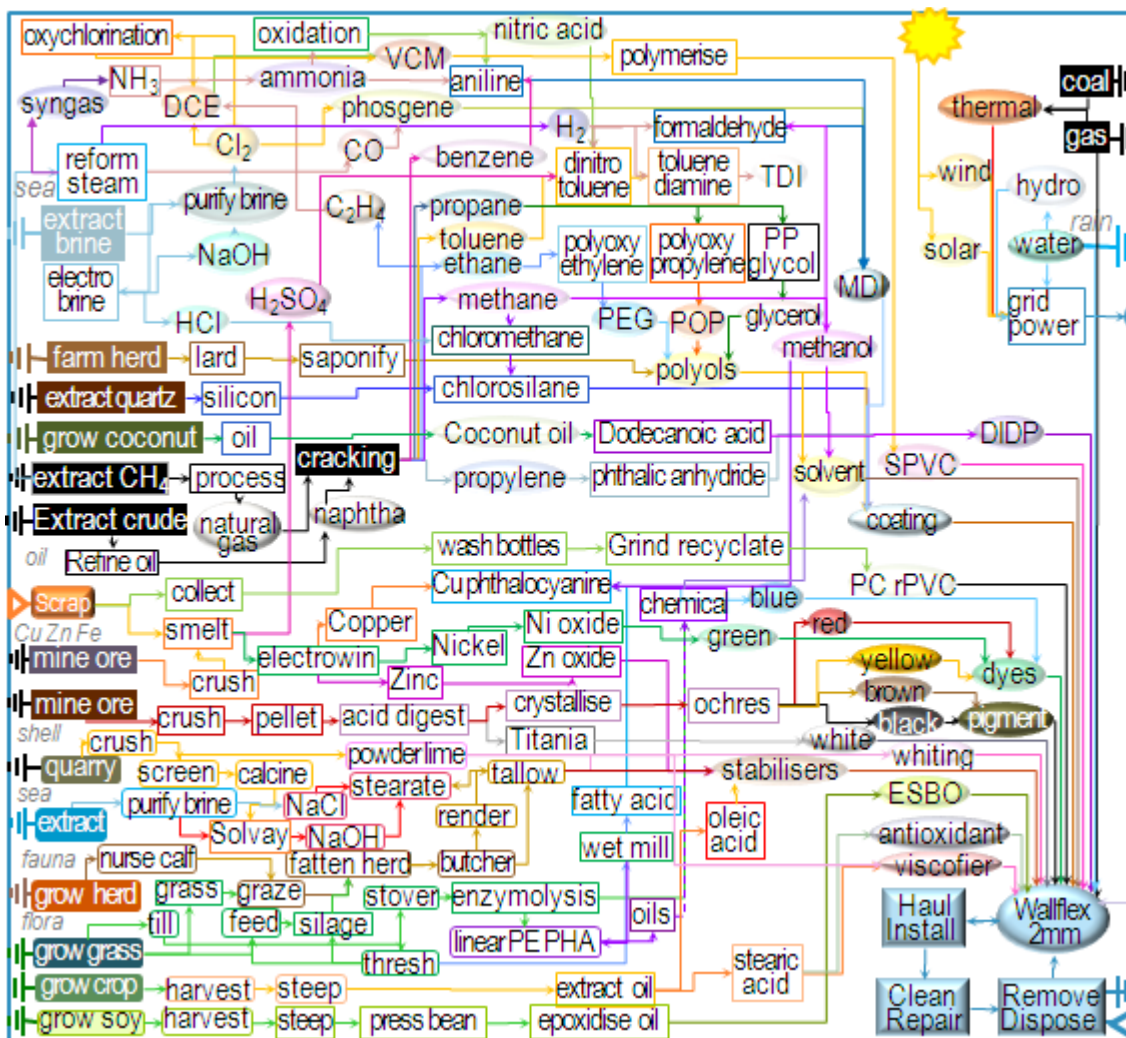 oxychlorination
oxidation
nitric acid
VCM
polymerise
NH₃
ammonia
aniline
coal
syngas
DCE
phosgene
thermal
H₂
formaldehyde
gas
Cl₂
CO
benzene
reform
steam
dinitro
toluene
toluene
diamine
TDI
wind
hydro
sea
purify brine
C₂H₄
propane
rain
extract
brine
toluene
polyoxy
ethylene
polyoxy
propylene
PP
glycol
solar
water
NaOH
ethane
electro
brine
H₂SO₄
methane
MDI
grid
power
HCl
PEG
POP
glycerol
chloromethane
methanol
farm herd
lard
saponify
polyols
extract quartz
silicon
chlorosilane
grow coconut
oil
Coconut oil
Dodecanoic acid
DIDP
cracking
SPVC
extract CH₄
process
propylene
phthalic anhydride
solvent
Extract crude
natural
gas
naphtha
coating
oil
Refine oil
wash bottles
Grind recyclate
Scrap
collect
Cu phthalocyanine
PC rPVC
chemical
blue
Cu Zn Fe
smelt
Copper
Ni oxide
green
red
mine ore
electrowin
Nickel
Zn oxide
yellow
crush
Zinc
dyes
mine ore
crush
pellet
acid digest
crystallise
ochres
brown
black
pigment
shell
crush
powder lime
Titania
white
whiting
quarry
screen
calcine
stearate
tallow
stabilisers
sea
purify brine
NaCl
fatty acid
ESBO
extract
Solvay
NaOH
render
oleic
acid
antioxidant
fauna
nurse calf
fatten herd
butcher
wet mill
viscofier
grow herd
grass
graze
stover
enzymolysis
oils
Haul
Install
Wallflex
2mm
flora
till
feed
silage
linear PE PHA
grow grass
thresh
stearic
acid
grow crop
harvest
steep
extract oil
Clean
Repair
Remove
Dispose
grow soy
harvest
steep
press bean
epoxidise oil